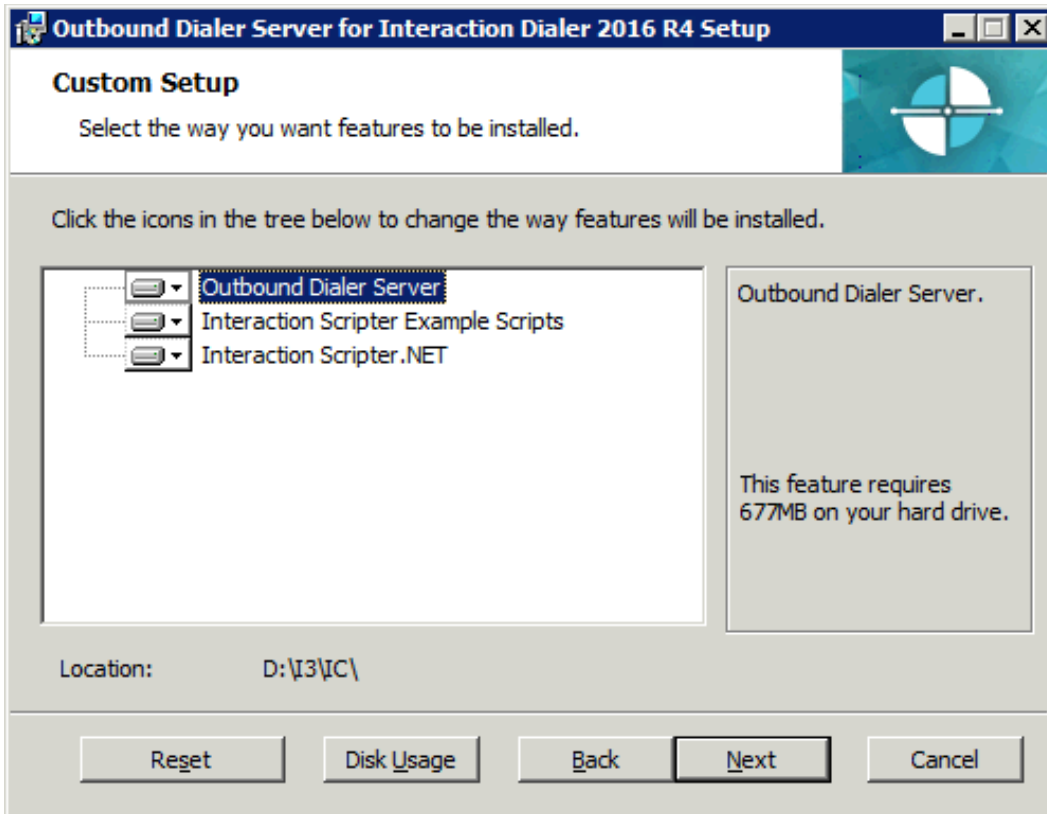 Outbound Dialer Server for Interaction Dialer 2016 R4 Setup
Custom Setup
Select the way you want features to be installed.
Click the icons in the tree below to change the way features will be installed.
Outbound Dialer Server
Interaction Scripter Example Scripts
Interaction Scripter.NET
Outbound Dialer Server.
This feature requires
677MB on your hard drive.
Location: D:\I3\IC\
Reset Disk Usage Back Next Cancel